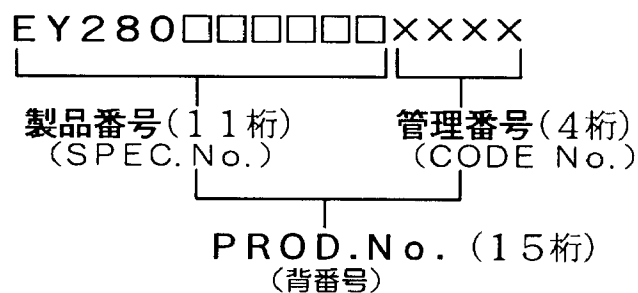 EY280□□□□□□××××
製品番号(11桁) 管理番号(4桁)
(SPEC.No.) (CODE No.)
PROD.No.(15桁)
(背番号)